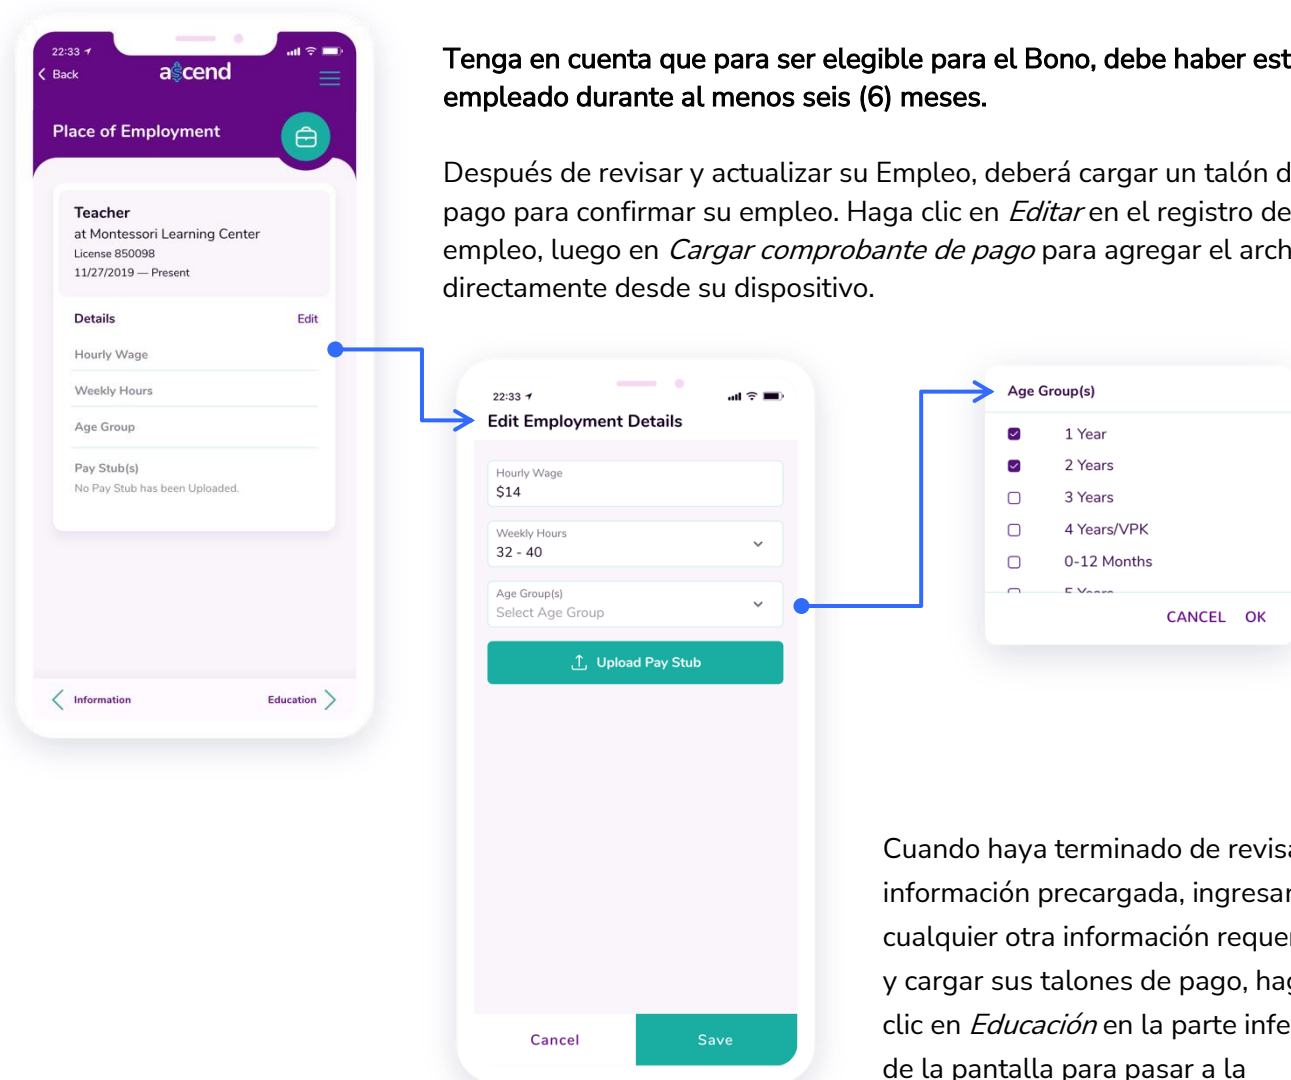 22:33
Back
ascend
Place of Employment
Teacher
at Montessori Learning Center
License 850098
11/27/2019 — Present
Details Edit
Hourly Wage
Weekly Hours
Age Group
Pay Stub(s)
No Pay Stub has been Uploaded.
Information Education
Tenga en cuenta que para ser elegible para el Bono, debe haber est
empleado durante al menos seis (6) meses.
Después de revisar y actualizar su Empleo, deberá cargar un talón d
pago para confirmar su empleo. Haga clic en Editar en el registro de
empleo, luego en Cargar comprobante de pago para agregar el arch
directamente desde su dispositivo.
22:33
Edit Employment Details
Hourly Wage
$14
Weekly Hours
32 - 40
Age Group(s)
Select Age Group
Upload Pay Stub
Cancel Save
Age Group(s)
1 Year
2 Years
3 Years
4 Years/VPK
0-12 Months
5 Years
CANCEL OK
Cuando haya terminado de revisa
información precargada, ingresar
cualquier otra información requer
y cargar sus talones de pago, hag
clic en Educación en la parte infe
de la pantalla para pasar a la